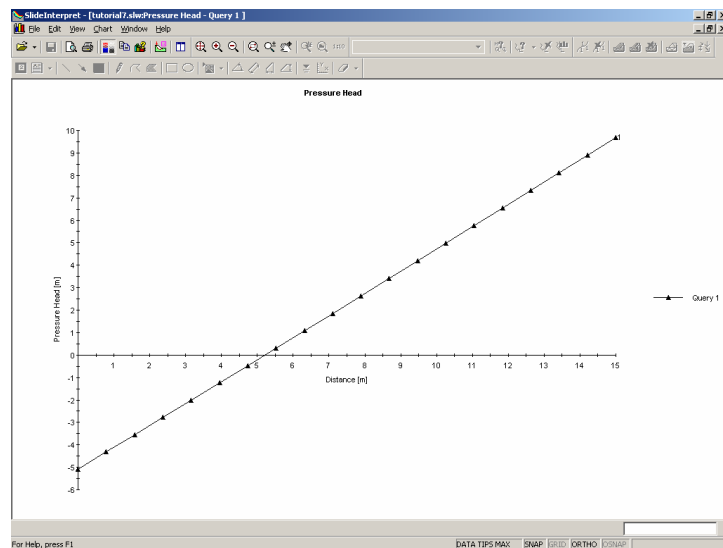 SlideInterpret - [tutorial7.slw:Pressure Head - Query 1 ]
File Edit View Chart Window Help
1:10
Pressure Head
10
9
8
7
6
5
4
3
2
1
0
-1
-2
-3
-4
-5
-6
Pressure Head [m]
1 2 3 4 5 6 7 8 9 10 11 12 13 14 15
Distance [m]
1
Query 1
For Help, press F1
DATA TIPS MAX SNAP GRID ORTHO OSNAP